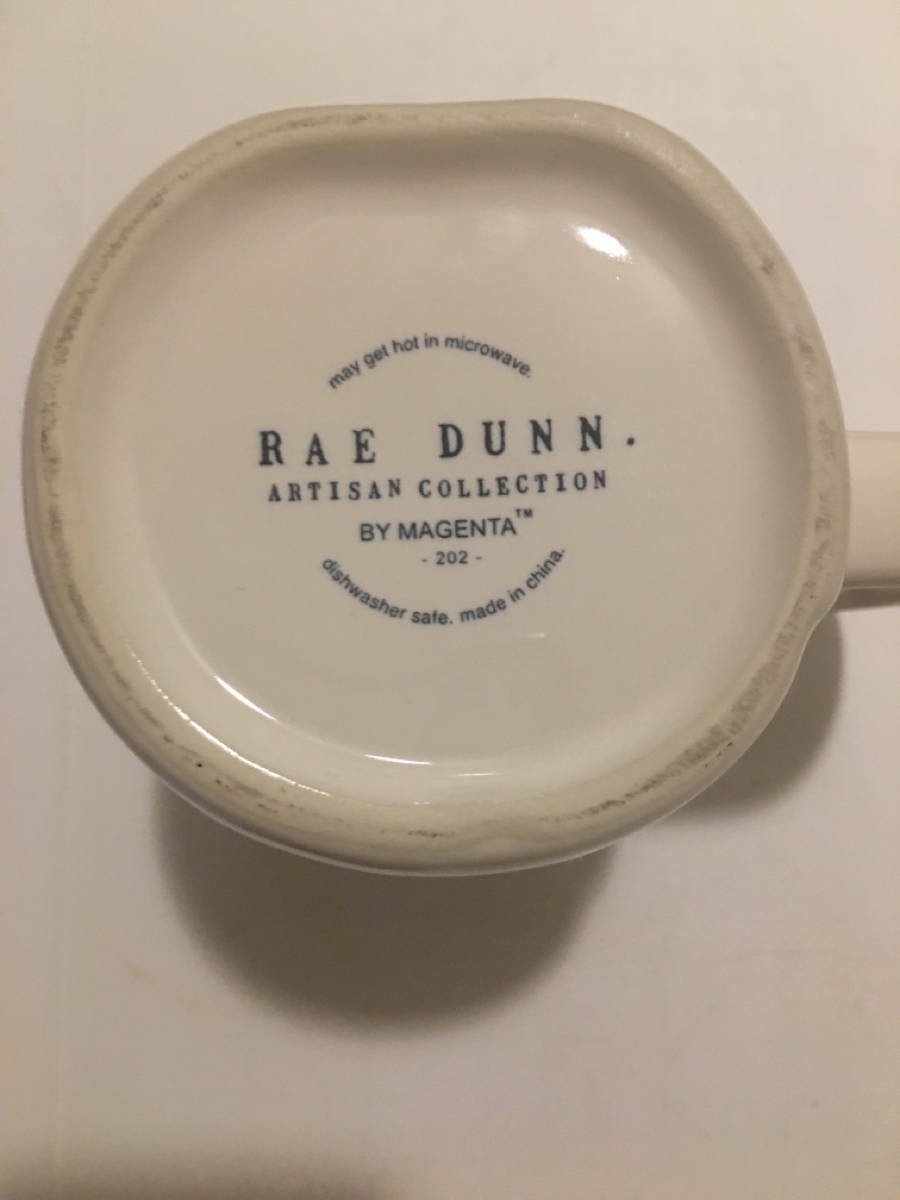 may get hot in microwave.
RAE DUNN.
ARTISAN COLLECTION
BY MAGENTA™
- 202 -
dishwasher safe. made in china.